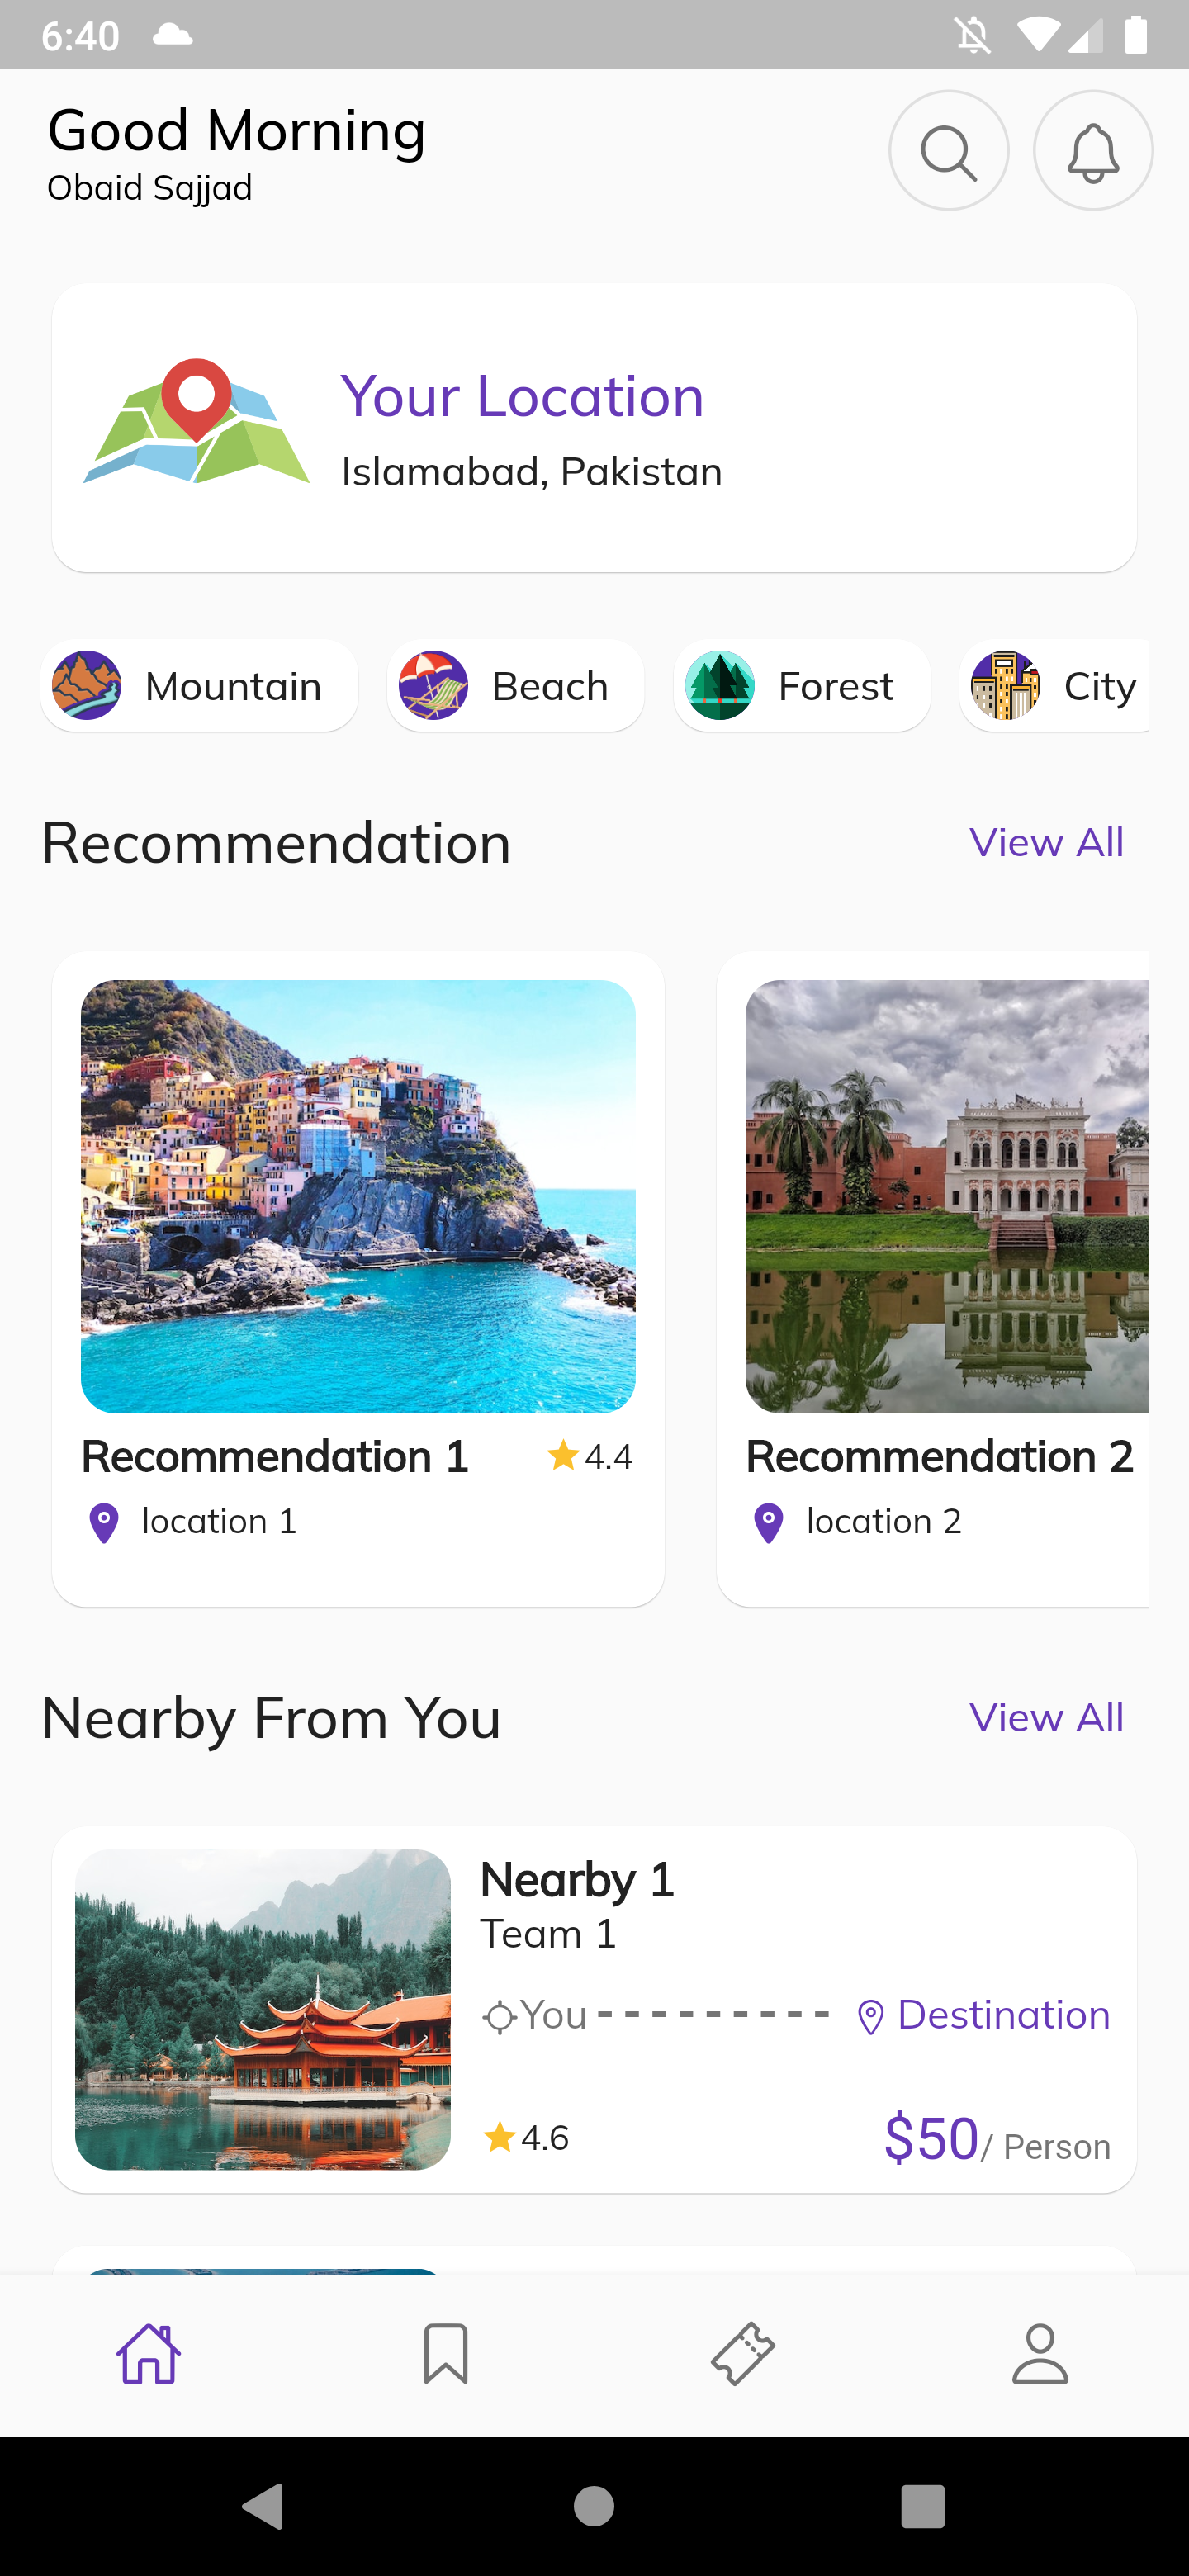 6:40
Good Morning
Obaid Sajjad
Your Location
Islamabad, Pakistan
Mountain
Beach
Forest
City
Recommendation
View All
Recommendation 1
4.4
location 1
Recommendation 2
location 2
Nearby From You
View All
Nearby 1
Team 1
You - - - - - - - - - Destination
4.6
$50/ Person